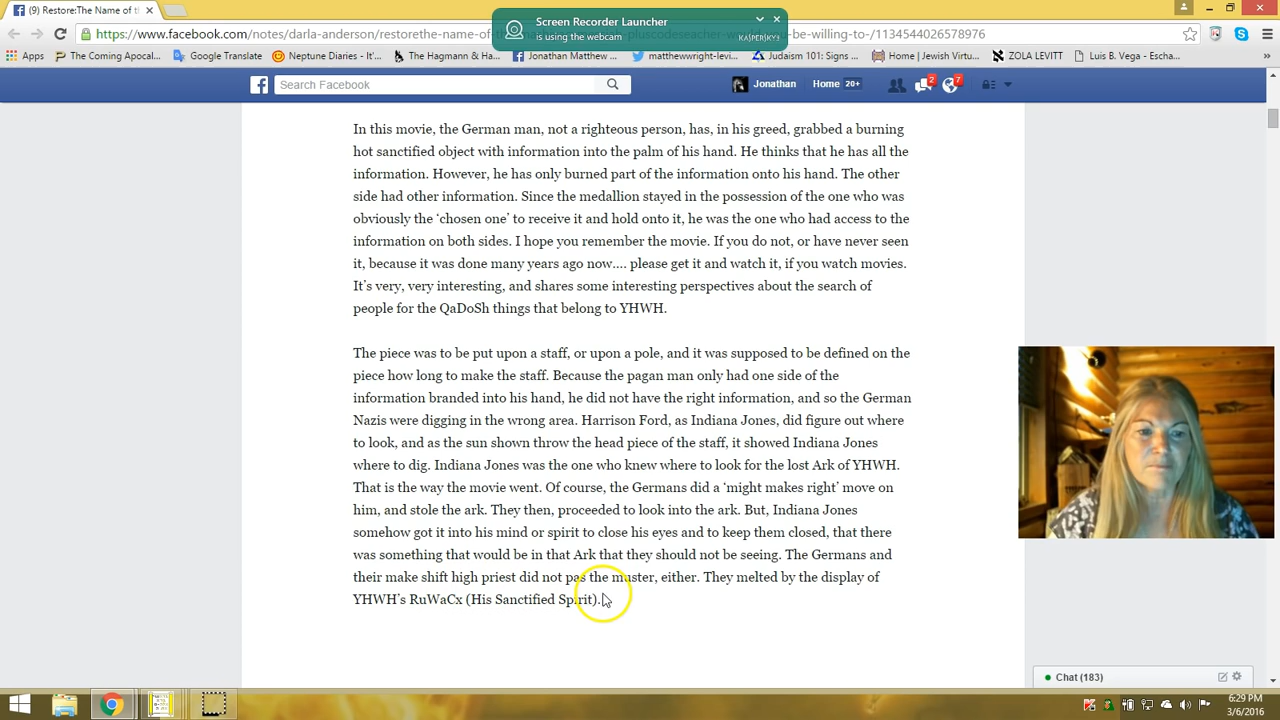 (9) Restore:The Name of th
Screen Recorder Launcher
is using the webcam
KASPERSKY
https://www.facebook.com/notes/darla-anderson/restorethe-name-of-th
be-willing-to-/1134544026578976
Apps
The Coming Apocal...
Google Translate
Neptune Diaries - It'...
The Hagmann & Ha...
Jonathan Matthew...
matthewwright-levi...
Judaism 101: Signs...
Home | Jewish Virtu...
ZOLA LEVITT
Luis B. Vega - Escha...
Search Facebook
Jonathan
Home 20+
2
7
In this movie, the German man, not a righteous person, has, in his greed, grabbed a burning
hot sanctified object with information into the palm of his hand. He thinks that he has all the
information. However, he has only burned part of the information onto his hand. The other
side had other information. Since the medallion stayed in the possession of the one who was
obviously the ‘chosen one’ to receive it and hold onto it, he was the one who had access to the
information on both sides. I hope you remember the movie. If you do not, or have never seen
it, because it was done many years ago now…. please get it and watch it, if you watch movies.
It’s very, very interesting, and shares some interesting perspectives about the search of
people for the QaDoSh things that belong to YHWH.
The piece was to be put upon a staff, or upon a pole, and it was supposed to be defined on the
piece how long to make the staff. Because the pagan man only had one side of the
information branded into his hand, he did not have the right information, and so the German
Nazis were digging in the wrong area. Harrison Ford, as Indiana Jones, did figure out where
to look, and as the sun shown throw the head piece of the staff, it showed Indiana Jones
where to dig. Indiana Jones was the one who knew where to look for the lost Ark of YHWH.
That is the way the movie went. Of course, the Germans did a ‘might makes right’ move on
him, and stole the ark. They then, proceeded to look into the ark. But, Indiana Jones
somehow got it into his mind or spirit to close his eyes and to keep them closed, that there
was something that would be in that Ark that they should not be seeing. The Germans and
their make shift high priest did not pas the muster, either. They melted by the display of
YHWH’s RuWaCx (His Sanctified Spirit).
Chat (183)
6:29 PM
3/6/2016